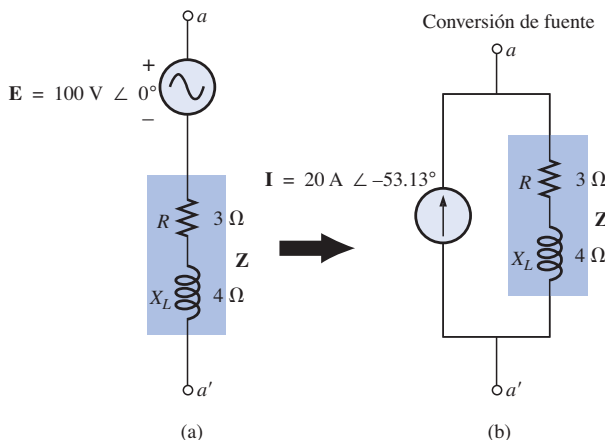 a
+
E = 100 V ∠ 0°
–
R 3 Ω
Z
X_L 4 Ω
a′
(a)
Conversión de fuente
a
I = 20 A ∠ –53.13°
R 3 Ω
Z
X_L 4 Ω
a′
(b)